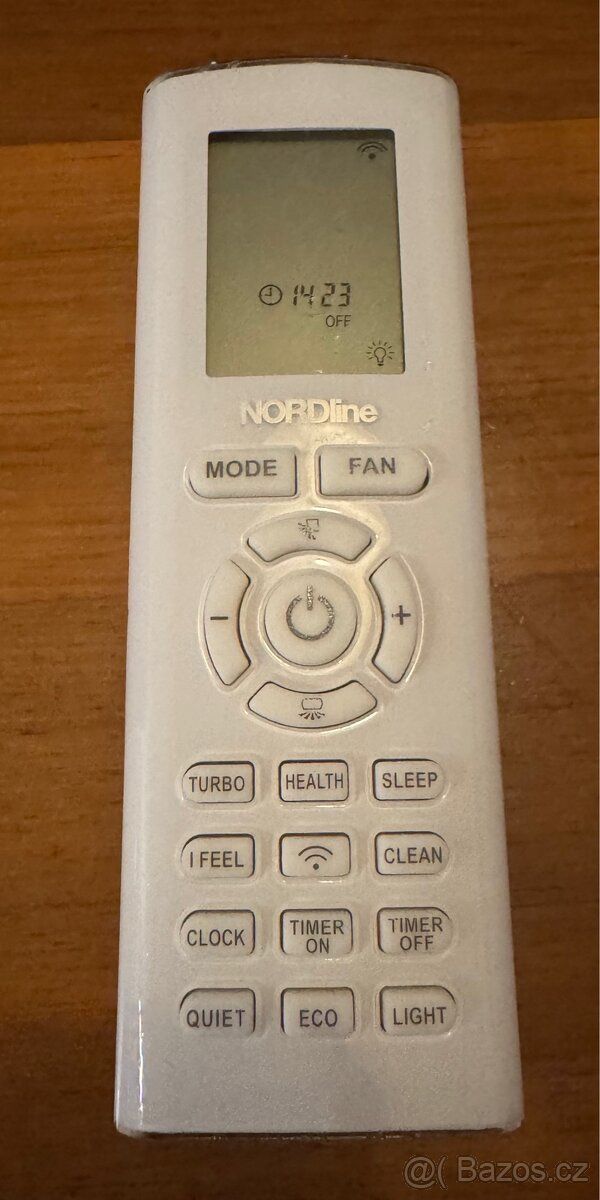 14 23
OFF
NORDline
MODE FAN
- +
TURBO HEALTH SLEEP
I FEEL CLEAN
CLOCK TIMER ON TIMER OFF
QUIET ECO LIGHT
@( Bazos.cz